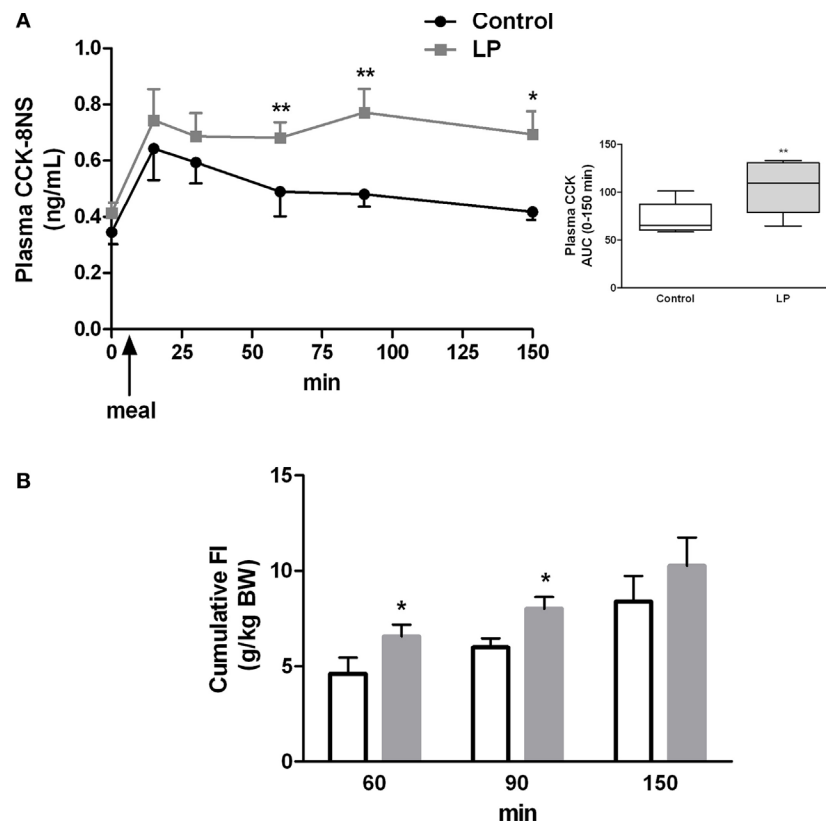 A
Control
LP
Plasma CCK-8NS
(ng/mL)
1.0
0.8
0.6
0.4
0.2
0.0
**
**
*
0
25
50
75
100
125
150
min
meal
Plasma CCK
AUC (0-150 min)
150
100
50
0
**
Control
LP
B
Cumulative FI
(g/kg BW)
15
10
5
0
*
*
60
90
150
min